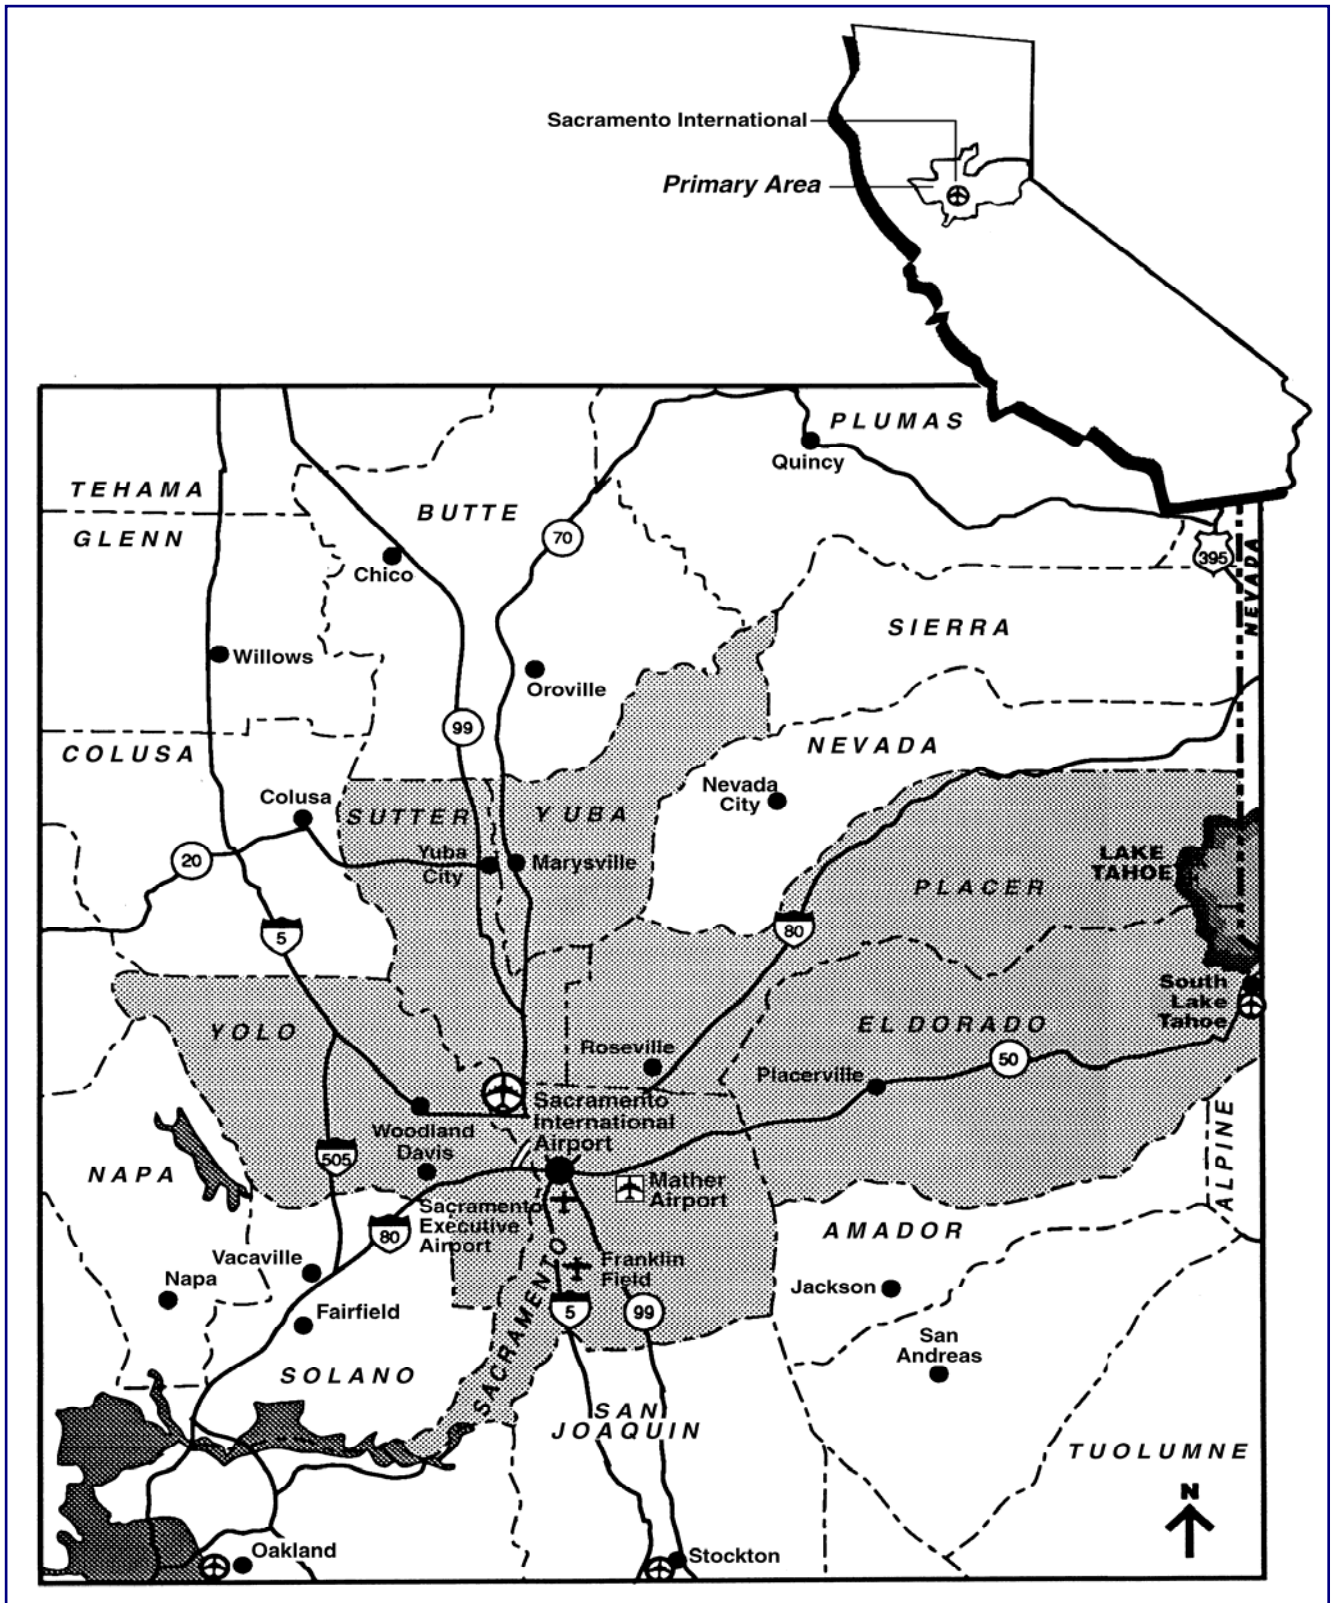 Sacramento International
Primary Area
PLUMAS
Quincy
TEHAMA
BUTTE
GLENN
70
395
NEVADA
Chico
SIERRA
Willows
Oroville
99
COLUSA
NEVADA
Nevada
City
Colusa
SUTTER
YUBA
20
Yuba
City
Marysville
LAKE
TAHOE
PLACER
5
80
South
Lake
Tahoe
YOLO
EL DORADO
Roseville
50
Placerville
Sacramento
International
Airport
Woodland
Davis
505
ALPINE
NAPA
Mather
Airport
Sacramento
Executive
Airport
80
AMADOR
Vacaville
Franklin
Field
Napa
Jackson
Fairfield
5
99
SACRAMENTO
San
Andreas
SOLANO
SAN
JOAQUIN
TUOLUMNE
N
Oakland
Stockton